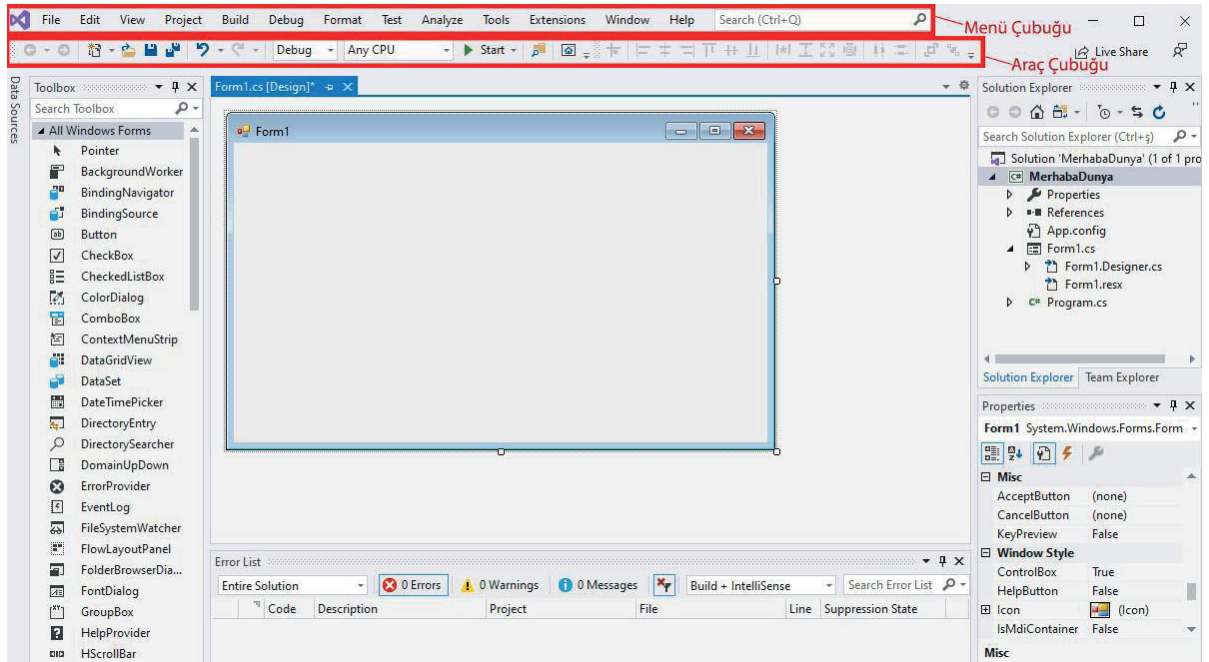 File Edit View Project Build Debug Format Test Analyze Tools Extensions Window Help Search (Ctrl+Q)
Menü Çubuğu
Debug Any CPU Start
Live Share
Araç Çubuğu
Data Sources
Toolbox
Search Toolbox
All Windows Forms
Pointer
BackgroundWorker
BindingNavigator
BindingSource
Button
CheckBox
CheckedListBox
ColorDialog
ComboBox
ContextMenuStrip
DataGridView
DataSet
DateTimePicker
DirectoryEntry
DirectorySearcher
DomainUpDown
ErrorProvider
EventLog
FileSystemWatcher
FlowLayoutPanel
FolderBrowserDia...
FontDialog
GroupBox
HelpProvider
HScrollBar
Form1.cs [Design]*
Form1
Error List
Entire Solution 0 Errors 0 Warnings 0 Messages Build + IntelliSense Search Error List
Code Description Project File Line Suppression State
Solution Explorer
Search Solution Explorer (Ctrl+ş)
Solution 'MerhabaDunya' (1 of 1 pro
MerhabaDunya
Properties
References
App.config
Form1.cs
Form1.Designer.cs
Form1.resx
Program.cs
Solution Explorer Team Explorer
Properties
Form1 System.Windows.Forms.Form
Misc
AcceptButton (none)
CancelButton (none)
KeyPreview False
Window Style
ControlBox True
HelpButton False
Icon (Icon)
IsMdiContainer False
Misc